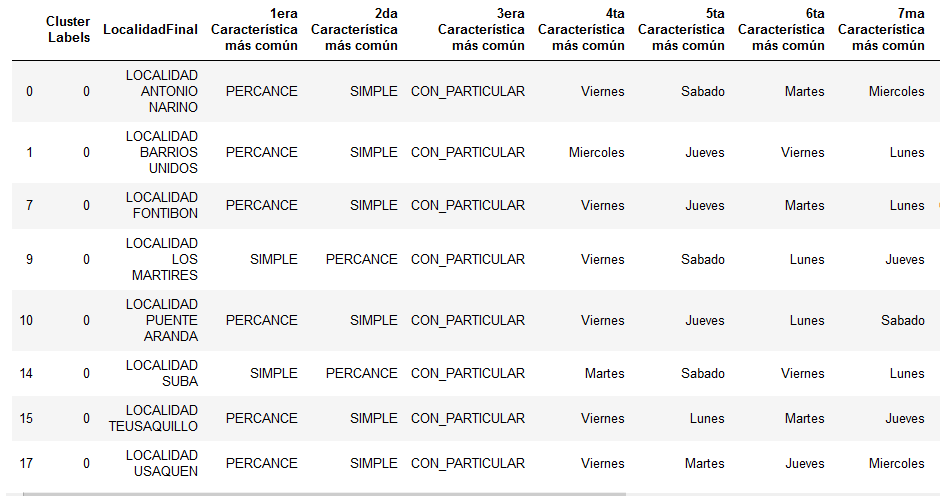 Cluster Labels LocalidadFinal 1era Característica más común 2da Característica más común 3era Característica más común 4ta Característica más común 5ta Característica más común 6ta Característica más común 7ma Característica más común
0 0 LOCALIDAD ANTONIO NARINO PERCANCE SIMPLE CON_PARTICULAR Viernes Sabado Martes Miercoles
1 0 LOCALIDAD BARRIOS UNIDOS PERCANCE SIMPLE CON_PARTICULAR Miercoles Jueves Viernes Lunes
7 0 LOCALIDAD FONTIBON PERCANCE SIMPLE CON_PARTICULAR Viernes Jueves Martes Lunes
9 0 LOCALIDAD LOS MARTIRES SIMPLE PERCANCE CON_PARTICULAR Viernes Sabado Lunes Jueves
10 0 LOCALIDAD PUENTE ARANDA PERCANCE SIMPLE CON_PARTICULAR Viernes Jueves Lunes Sabado
14 0 LOCALIDAD SUBA SIMPLE PERCANCE CON_PARTICULAR Martes Sabado Viernes Lunes
15 0 LOCALIDAD TEUSAQUILLO PERCANCE SIMPLE CON_PARTICULAR Viernes Lunes Martes Jueves
17 0 LOCALIDAD USAQUEN PERCANCE SIMPLE CON_PARTICULAR Viernes Martes Jueves Miercoles